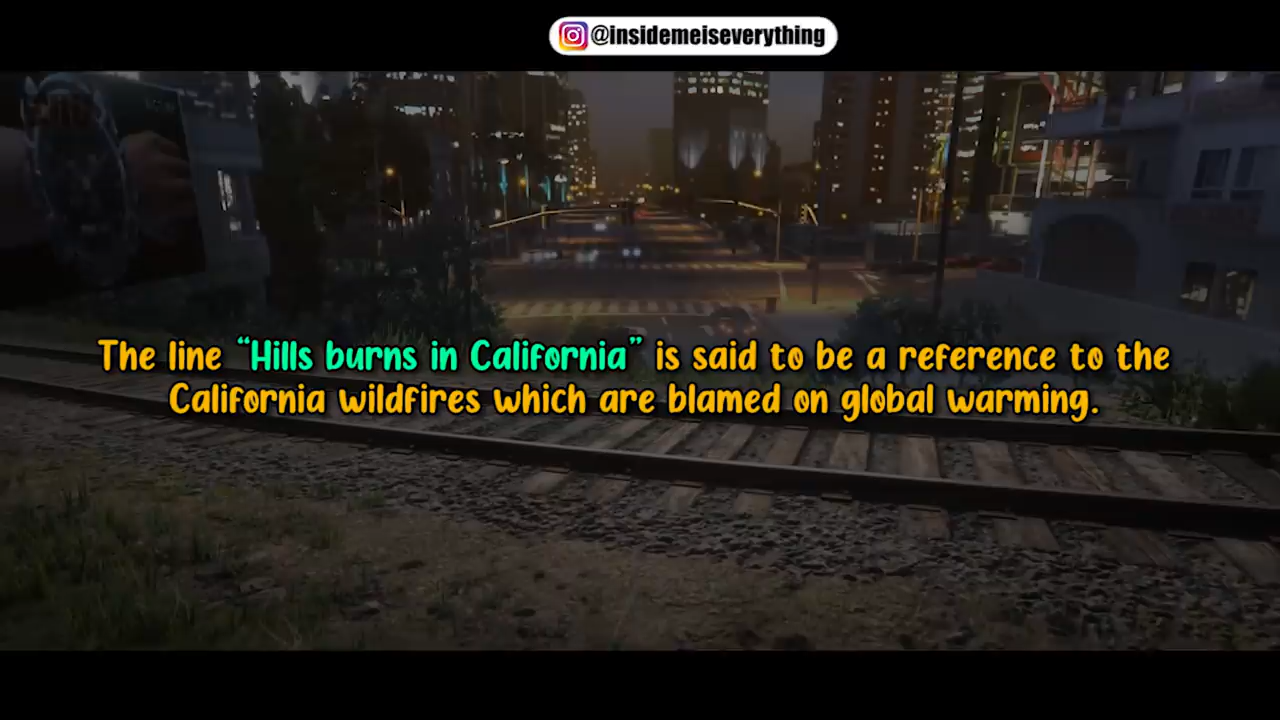 @insidemeiseverything
The line “Hills burns in California” is said to be a reference to the
California wildfires which are blamed on global warming.